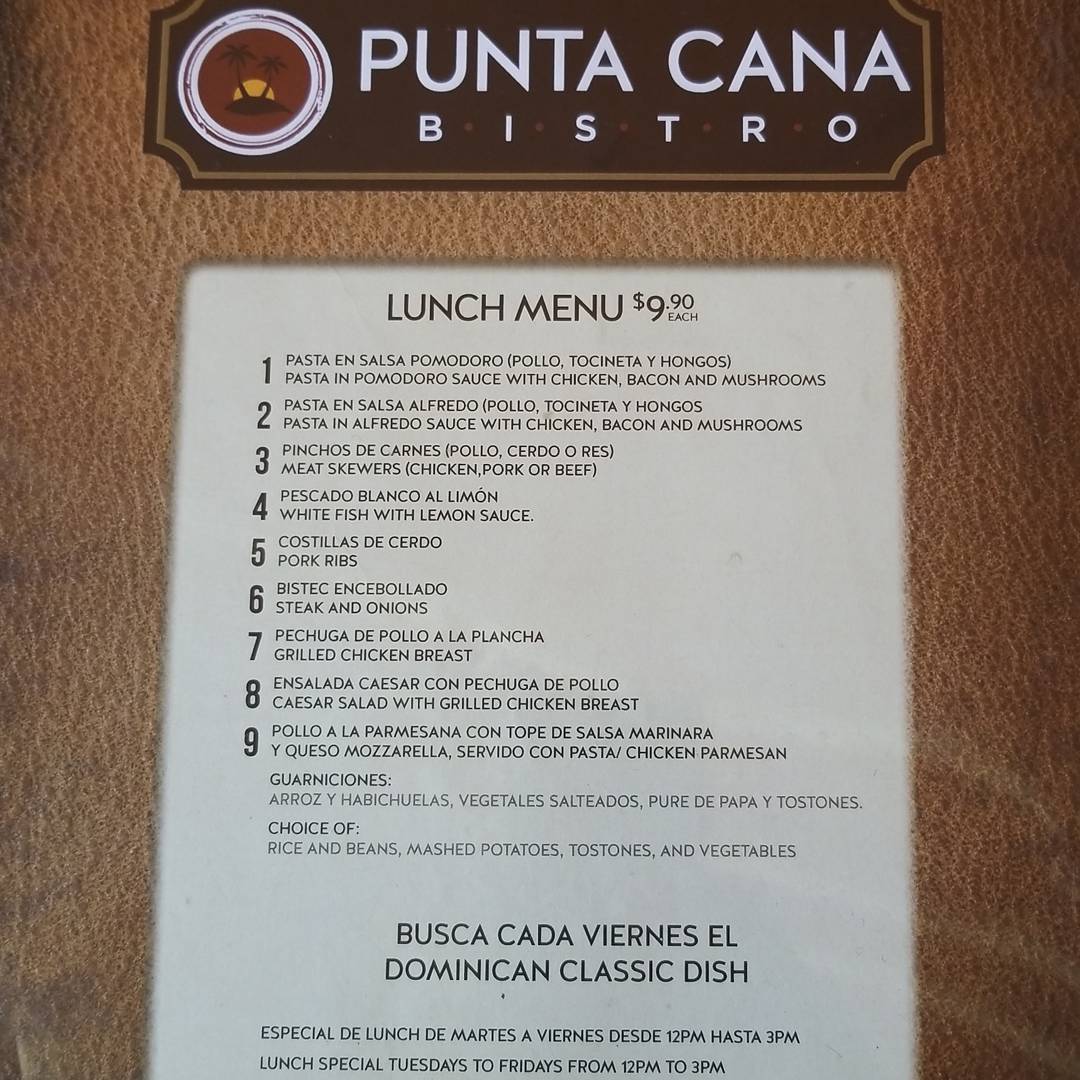 PUNTA CANA
B·I·S·T·R·O
LUNCH MENU $9.90 EACH
1 PASTA EN SALSA POMODORO (POLLO, TOCINETA Y HONGOS)
PASTA IN POMODORO SAUCE WITH CHICKEN, BACON AND MUSHROOMS
2 PASTA EN SALSA ALFREDO (POLLO, TOCINETA Y HONGOS
PASTA IN ALFREDO SAUCE WITH CHICKEN, BACON AND MUSHROOMS
3 PINCHOS DE CARNES (POLLO, CERDO O RES)
MEAT SKEWERS (CHICKEN,PORK OR BEEF)
4 PESCADO BLANCO AL LIMÓN
WHITE FISH WITH LEMON SAUCE.
5 COSTILLAS DE CERDO
PORK RIBS
6 BISTEC ENCEBOLLADO
STEAK AND ONIONS
7 PECHUGA DE POLLO A LA PLANCHA
GRILLED CHICKEN BREAST
8 ENSALADA CAESAR CON PECHUGA DE POLLO
CAESAR SALAD WITH GRILLED CHICKEN BREAST
9 POLLO A LA PARMESANA CON TOPE DE SALSA MARINARA
Y QUESO MOZZARELLA, SERVIDO CON PASTA/ CHICKEN PARMESAN
GUARNICIONES:
ARROZ Y HABICHUELAS, VEGETALES SALTEADOS, PURE DE PAPA Y TOSTONES.
CHOICE OF:
RICE AND BEANS, MASHED POTATOES, TOSTONES, AND VEGETABLES
BUSCA CADA VIERNES EL
DOMINICAN CLASSIC DISH
ESPECIAL DE LUNCH DE MARTES A VIERNES DESDE 12PM HASTA 3PM
LUNCH SPECIAL TUESDAYS TO FRIDAYS FROM 12PM TO 3PM